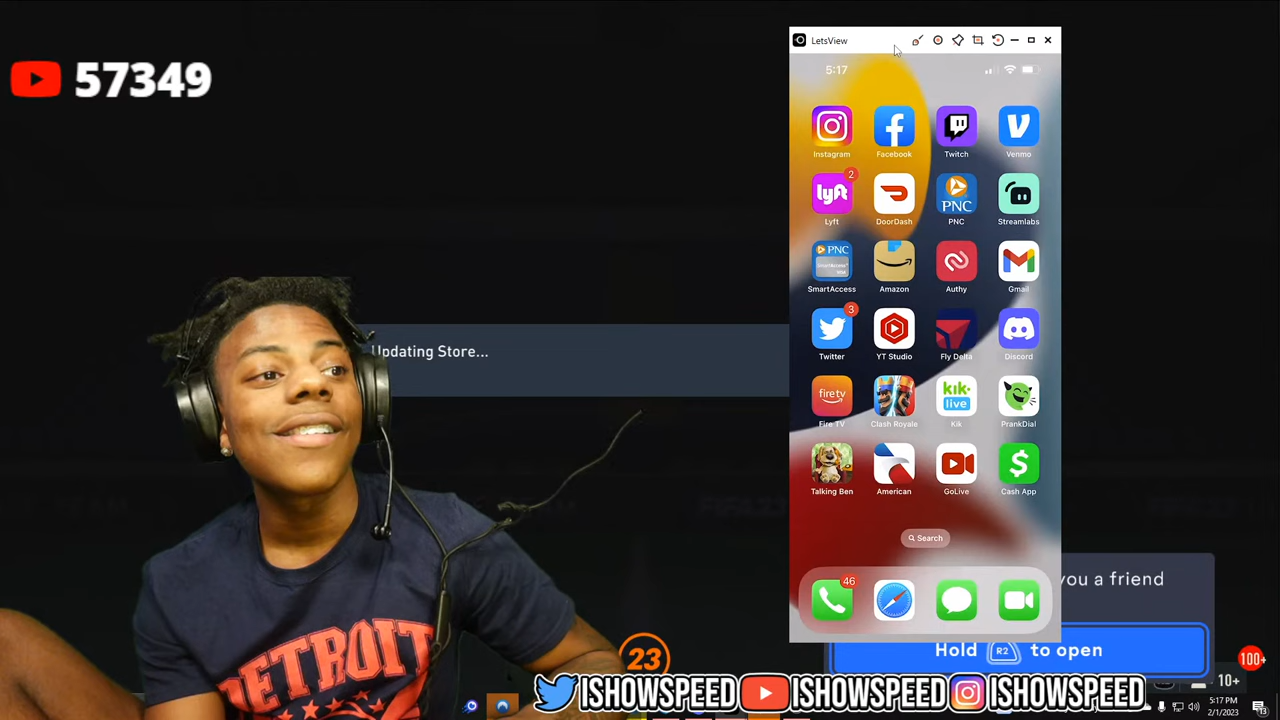 57349
LetsView
5:17
Instagram
Facebook
Twitch
Venmo
2
lyft
PNC
Lyft
DoorDash
PNC
Streamlabs
PNC
SmartAccess
VISA
SmartAccess
Amazon
Authy
Gmail
3
Twitter
YT Studio
Fly Delta
Discord
Updating Store...
fire tv
kik
live
Fire TV
Clash Royale
Kik
PrankDial
Talking Ben
American
GoLive
Cash App
Search
46
you a friend
Hold R2 to open
DETROIT
23
100+
10+
ISHOWSPEED ISHOWSPEED ISHOWSPEED
5:17 PM
2/1/2023